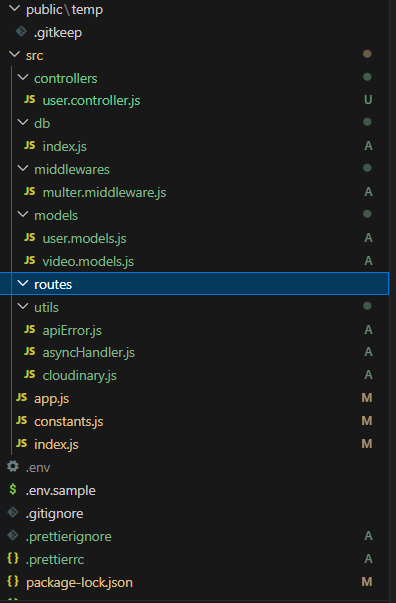 public\temp
.gitkeep
src
controllers
JS user.controller.js U
db
JS index.js A
middlewares
JS multer.middleware.js A
models
JS user.models.js A
JS video.models.js A
routes
utils
JS apiError.js A
JS asyncHandler.js A
JS cloudinary.js A
JS app.js M
JS constants.js M
JS index.js M
.env
$ .env.sample
.gitignore
.prettierignore A
{} .prettierrc A
{} package-lock.json M